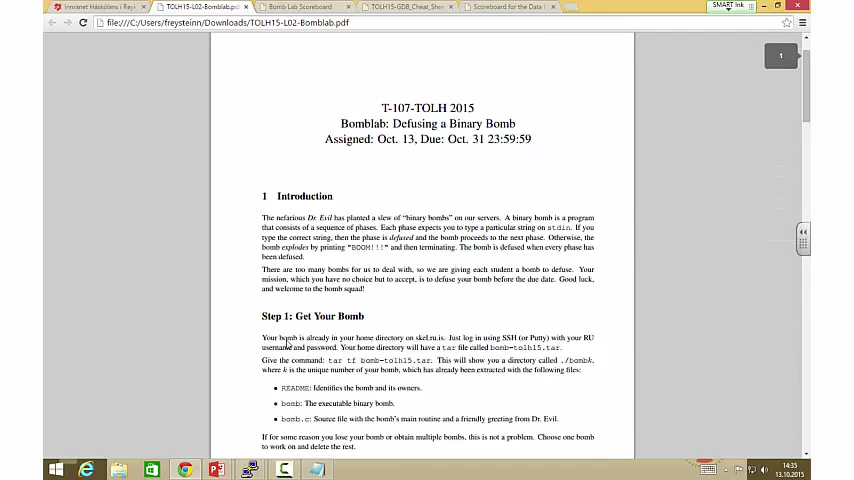 Innranet Háskólans í Reykj
TOLH15-L02-Bomblab.pdf
Bomb Lab Scoreboard
TOLH15-GDB_Cheat_Shee
Scoreboard for the Data L
SMART Ink
file:///C:/Users/freysteinn/Downloads/TOLH15-L02-Bomblab.pdf
1
T-107-TOLH 2015
Bomblab: Defusing a Binary Bomb
Assigned: Oct. 13, Due: Oct. 31 23:59:59
1 Introduction
The nefarious Dr. Evil has planted a slew of “binary bombs” on our servers. A binary bomb is a program
that consists of a sequence of phases. Each phase expects you to type a particular string on stdin. If you
type the correct string, then the phase is defused and the bomb proceeds to the next phase. Otherwise, the
bomb explodes by printing "BOOM!!!" and then terminating. The bomb is defused when every phase has
been defused.
There are too many bombs for us to deal with, so we are giving each student a bomb to defuse. Your
mission, which you have no choice but to accept, is to defuse your bomb before the due date. Good luck,
and welcome to the bomb squad!
Step 1: Get Your Bomb
Your bomb is already in your home directory on skel.ru.is. Just log in using SSH (or Putty) with your RU
username and password. Your home directory will have a tar file called bomb-tolh15.tar.
Give the command: tar tf bomb-tolh15.tar. This will show you a directory called ./bombk,
where k is the unique number of your bomb, which has already been extracted with the following files:
• README: Identifies the bomb and its owners.
• bomb: The executable binary bomb.
• bomb.c: Source file with the bomb's main routine and a friendly greeting from Dr. Evil.
If for some reason you lose your bomb or obtain multiple bombs, this is not a problem. Choose one bomb
to work on and delete the rest.
14:35
13.10.2015